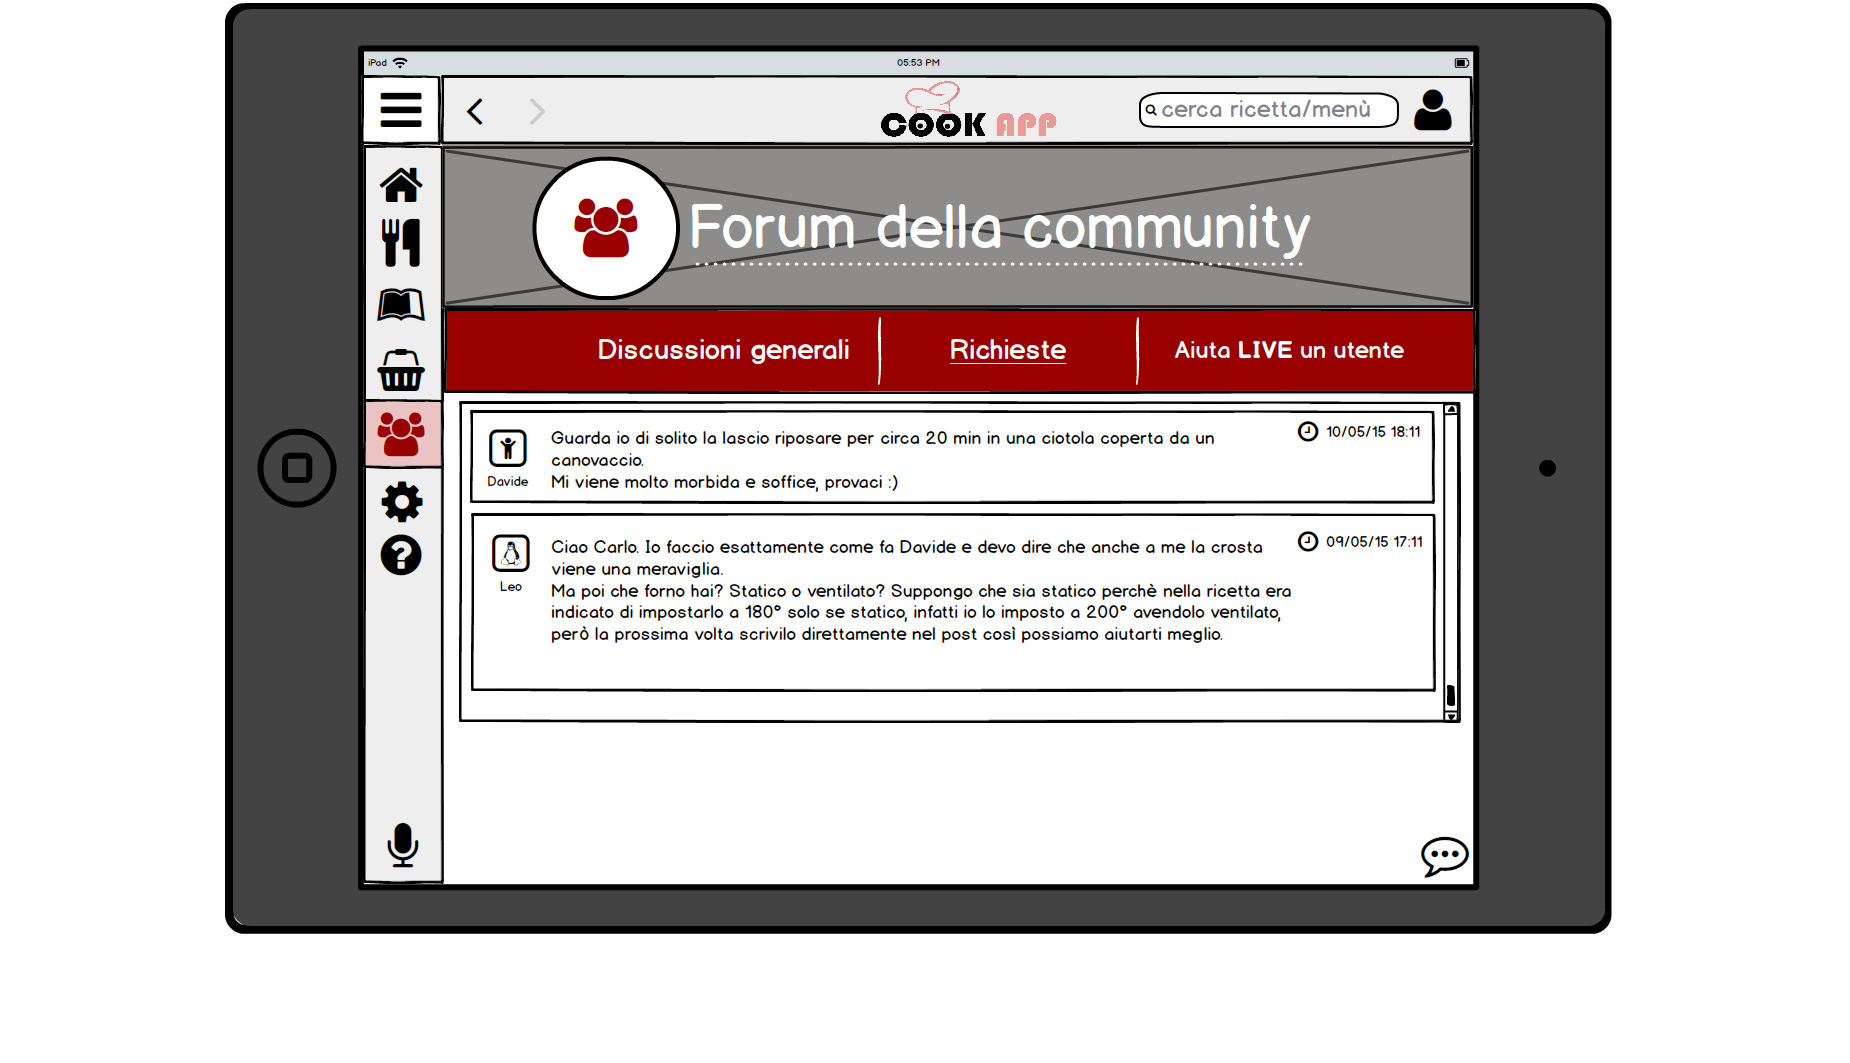 iPad
05:53 PM
COOK APP
cerca ricetta/menù
Forum della community
Discussioni generali
Richieste
Aiuta LIVE un utente
Guarda io di solito la lascio riposare per circa 20 min in una ciotola coperta da un
canovaccio.
Mi viene molto morbida e soffice, provaci :)
10/05/15 18:11
Davide
Ciao Carlo. Io faccio esattamente come fa Davide e devo dire che anche a me la crosta
viene una meraviglia.
Ma poi che forno hai? Statico o ventilato? Suppongo che sia statico perchè nella ricetta era
indicato di impostarlo a 180° solo se statico, infatti io lo imposto a 200° avendolo ventilato,
però la prossima volta scrivilo direttamente nel post così possiamo aiutarti meglio.
09/05/15 17:11
Leo